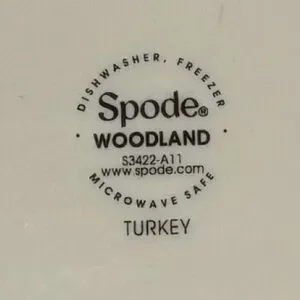 DISHWASHER, FREEZER
Spode®
• WOODLAND •
S3422-A11
www.spode.com
MICROWAVE SAFE
TURKEY